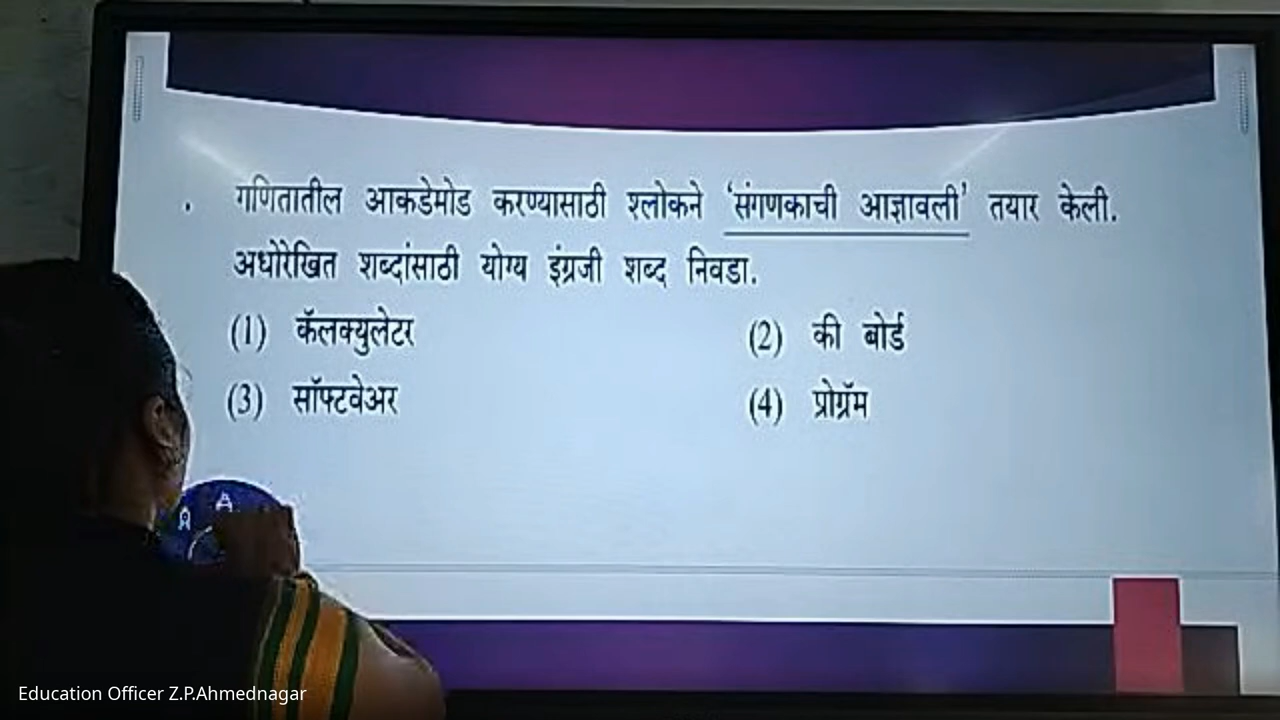 . गणितातील आकडेमोड करण्यासाठी श्लोकने ‘संगणकाची आज्ञावली’ तयार केली.
अधोरेखित शब्दांसाठी योग्य इंग्रजी शब्द निवडा.
(1) कॅलक्युलेटर (2) की बोर्ड
(3) सॉफ्टवेअर (4) प्रोग्रॅम
A A
Education Officer Z.P.Ahmednagar